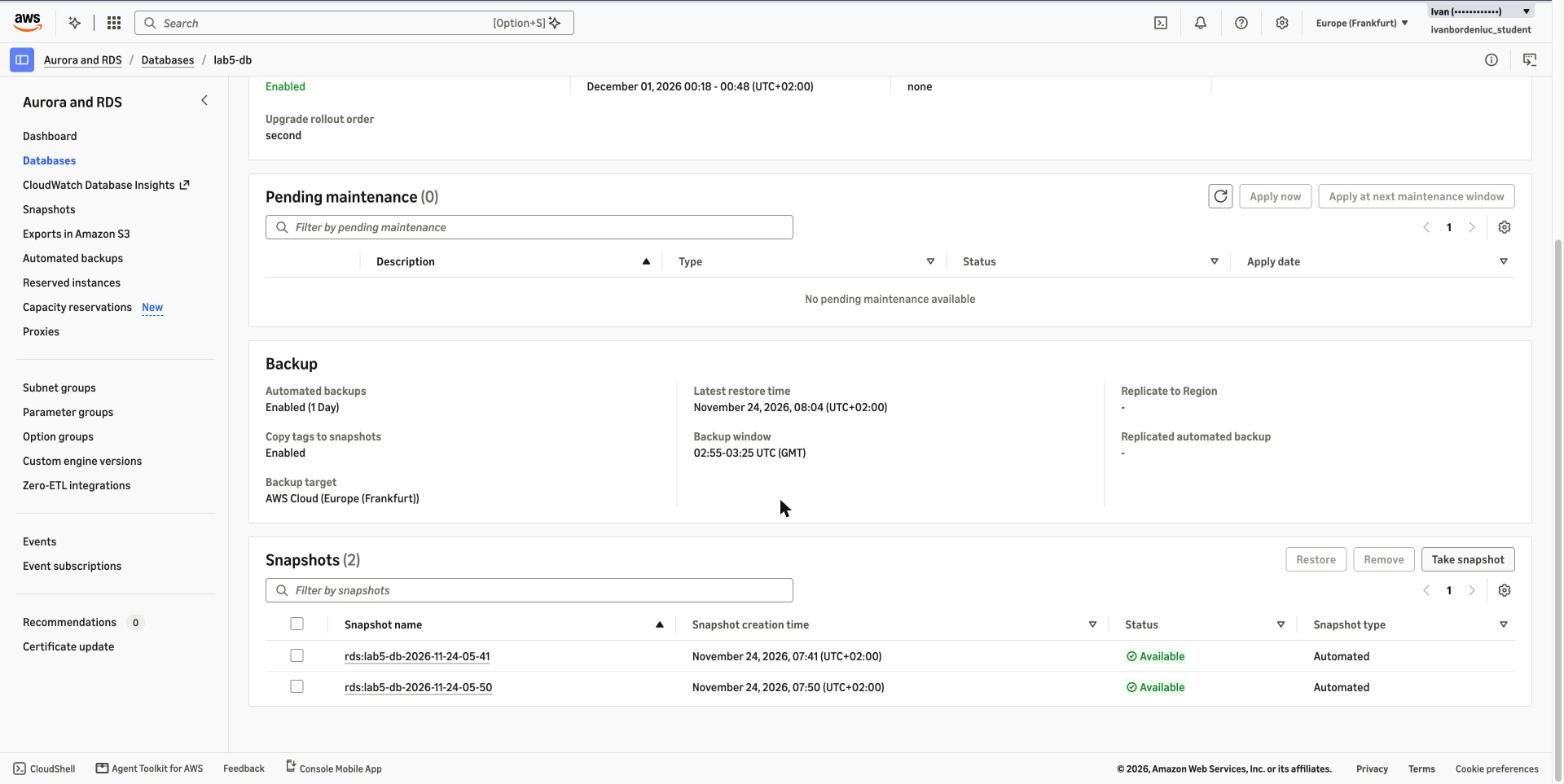 aws
Search [Option+S]
Europe (Frankfurt)
Ivan (••••••••••••)
ivanbordeniuc_student
Aurora and RDS / Databases / lab5-db
Aurora and RDS
Dashboard
Databases
CloudWatch Database Insights
Snapshots
Exports in Amazon S3
Automated backups
Reserved instances
Capacity reservations New
Proxies
Subnet groups
Parameter groups
Option groups
Custom engine versions
Zero-ETL integrations
Events
Event subscriptions
Recommendations 0
Certificate update
Enabled December 01, 2026 00:18 - 00:48 (UTC+02:00) none
Upgrade rollout order
second
Pending maintenance (0) Apply now Apply at next maintenance window
Filter by pending maintenance 1
Description Type Status Apply date
No pending maintenance available
Backup
Automated backups
Enabled (1 Day)
Copy tags to snapshots
Enabled
Backup target
AWS Cloud (Europe (Frankfurt))
Latest restore time
November 24, 2026, 08:04 (UTC+02:00)
Backup window
02:55-03:25 UTC (GMT)
Replicate to Region
-
Replicated automated backup
-
Snapshots (2) Restore Remove Take snapshot
Filter by snapshots 1
Snapshot name Snapshot creation time Status Snapshot type
rds:lab5-db-2026-11-24-05-41 November 24, 2026, 07:41 (UTC+02:00) Available Automated
rds:lab5-db-2026-11-24-05-50 November 24, 2026, 07:50 (UTC+02:00) Available Automated
CloudShell Agent Toolkit for AWS Feedback Console Mobile App © 2026, Amazon Web Services, Inc. or its affiliates. Privacy Terms Cookie preferences